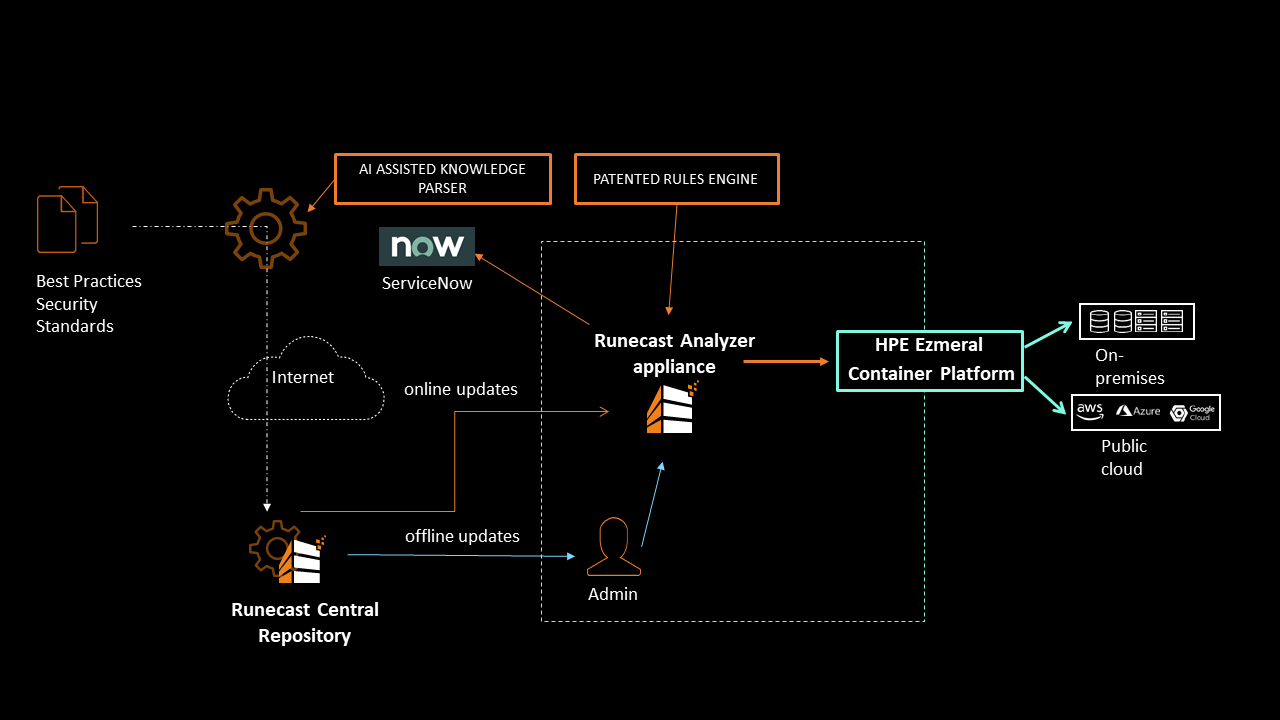 AI ASSISTED KNOWLEDGE
PARSER
PATENTED RULES ENGINE
now
ServiceNow
Best Practices
Security
Standards
Internet
online updates
Runecast Analyzer
appliance
HPE Ezmeral
Container Platform
On-
premises
aws
Azure
Google
Cloud
Public
cloud
offline updates
Admin
Runecast Central
Repository